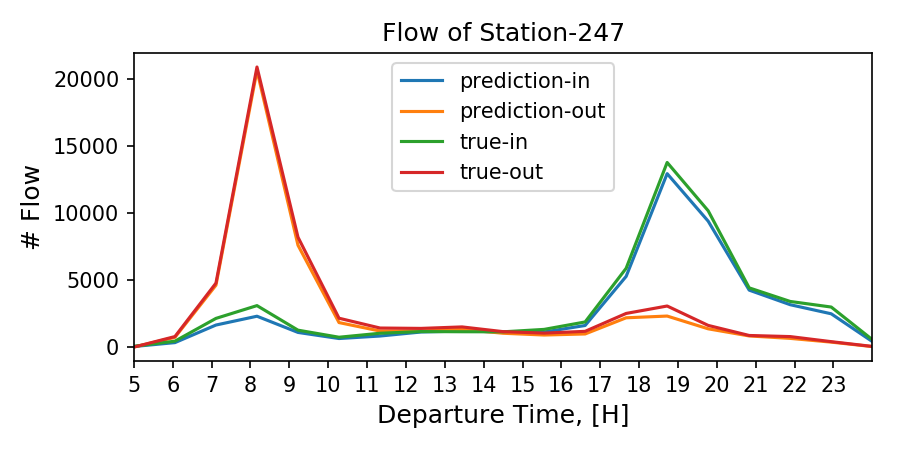 Flow of Station-247
# Flow
20000
15000
10000
5000
0
prediction-in
prediction-out
true-in
true-out
5 6 7 8 9 10 11 12 13 14 15 16 17 18 19 20 21 22 23
Departure Time, [H]